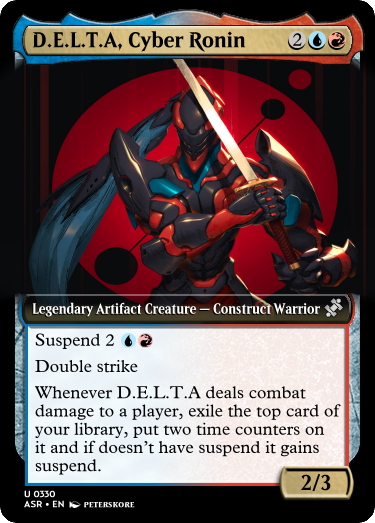 D.E.L.T.A, Cyber Ronin 2
Legendary Artifact Creature — Construct Warrior
Suspend 2
Double strike
Whenever D.E.L.T.A deals combat
damage to a player, exile the top card of
your library, put two time counters on
it and if doesn't have suspend it gains
suspend.
2/3
U 0330
ASR • EN PETERSKORE